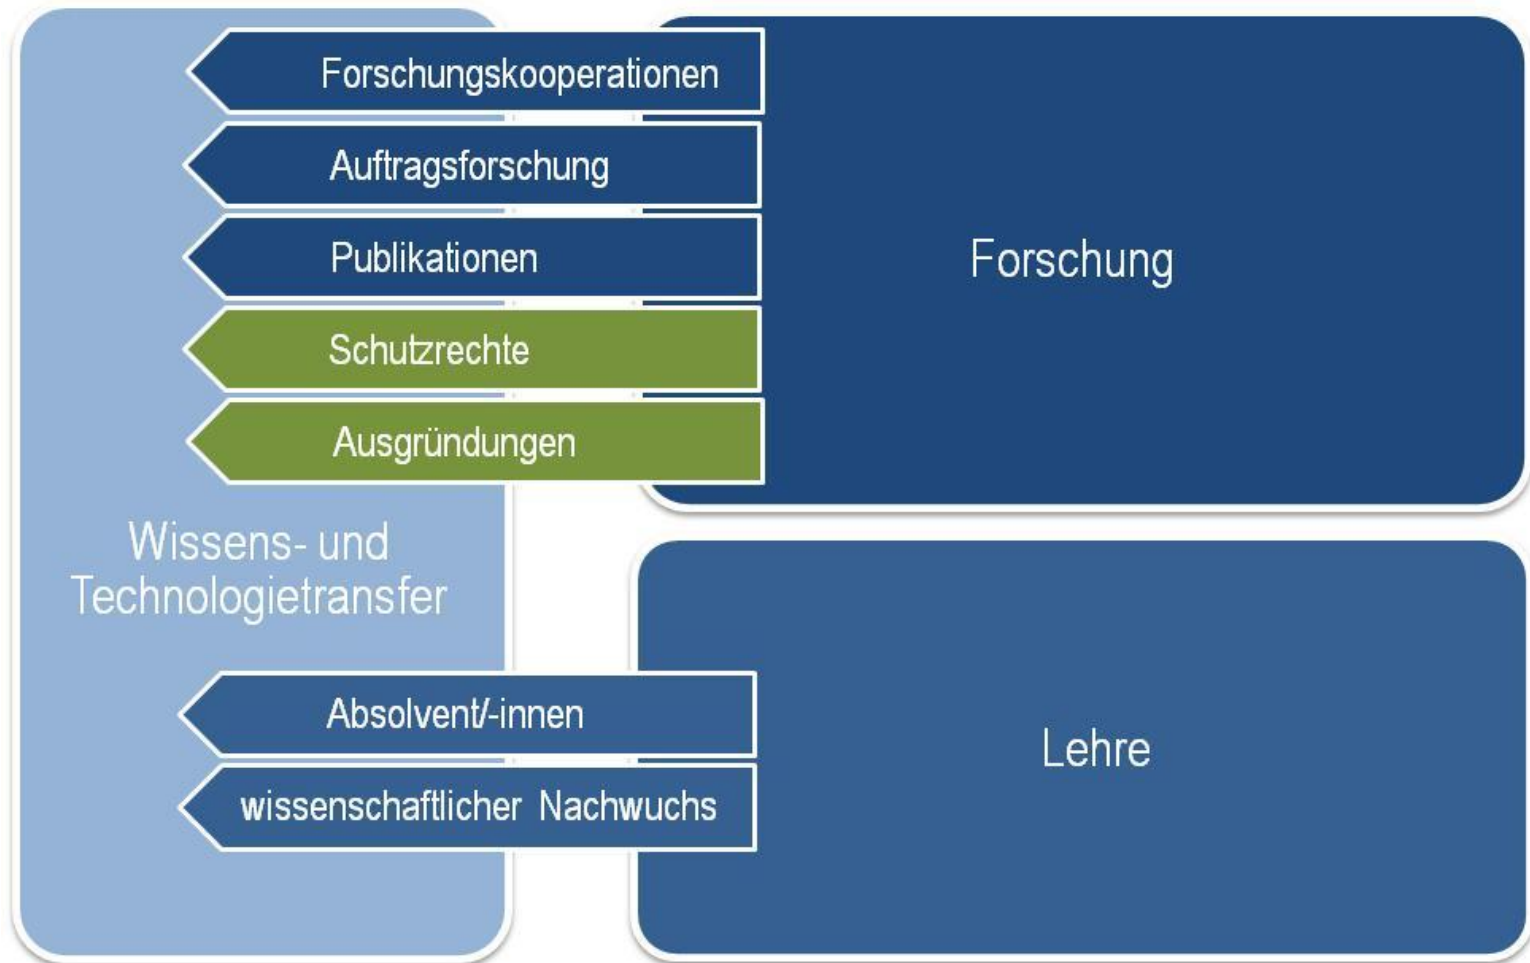 Forschungskooperationen
Auftragsforschung
Publikationen
Schutzrechte
Ausgründungen
Forschung
Wissens- und
Technologietransfer
Absolvent/-innen
wissenschaftlicher Nachwuchs
Lehre